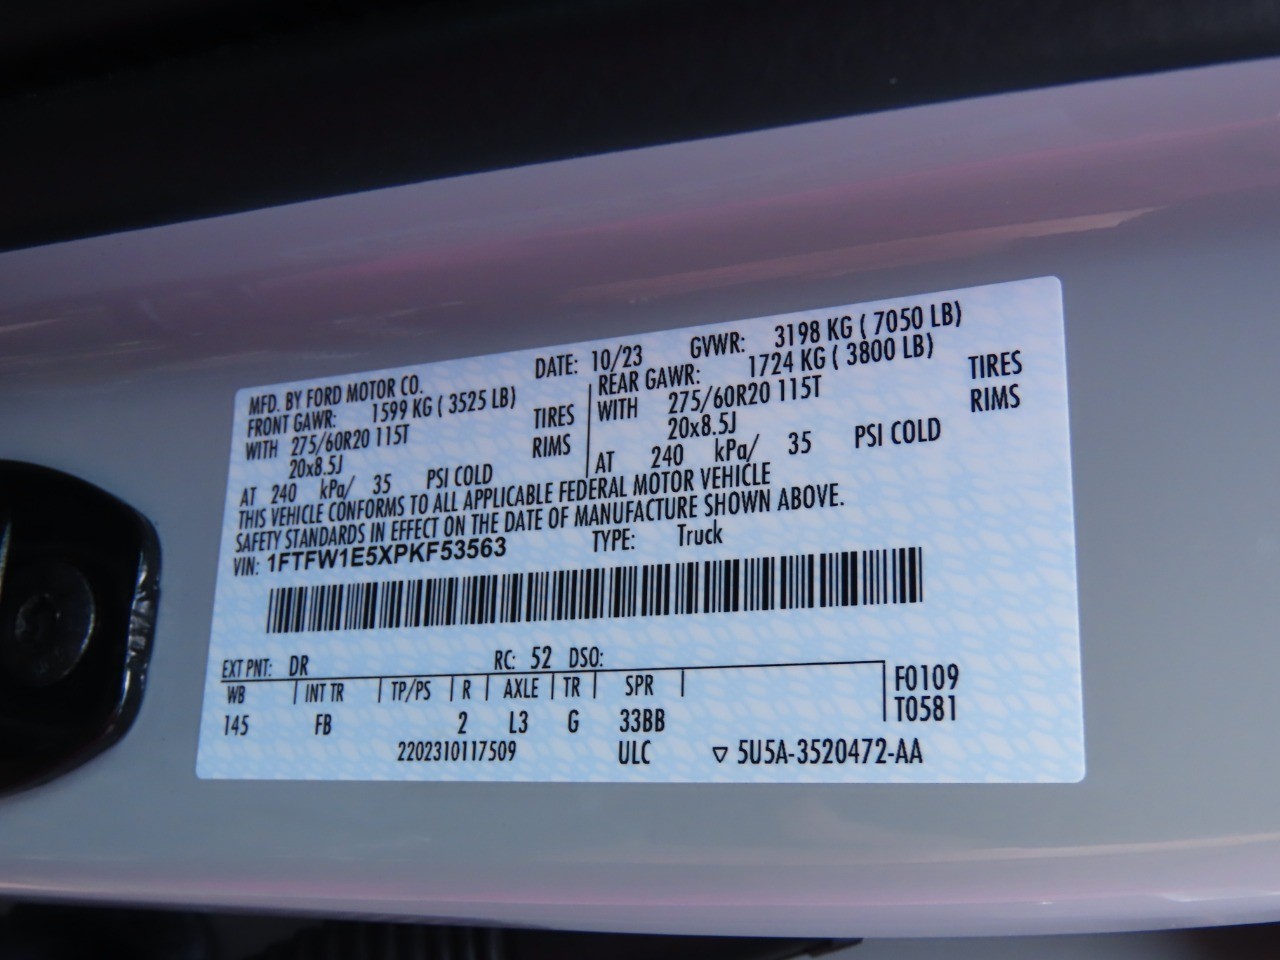 MFD. BY FORD MOTOR CO. DATE: 10/23 GVWR: 3198 KG ( 7050 LB)
FRONT GAWR: 1599 KG ( 3525 LB) REAR GAWR: 1724 KG ( 3800 LB)
WITH 275/60R20 115T TIRES WITH 275/60R20 115T TIRES
20x8.5J RIMS 20x8.5J RIMS
AT 240 kPa/ 35 PSI COLD AT 240 kPa/ 35 PSI COLD
THIS VEHICLE CONFORMS TO ALL APPLICABLE FEDERAL MOTOR VEHICLE
SAFETY STANDARDS IN EFFECT ON THE DATE OF MANUFACTURE SHOWN ABOVE.
VIN: 1FTFW1E5XPKF53563 TYPE: Truck
EXT PNT: DR RC: 52 DSO:
WB INT TR TP/PS R AXLE TR SPR F0109
145 FB 2 L3 G 33BB T0581
2202310117509 ULC ▽ 5U5A-3520472-AA